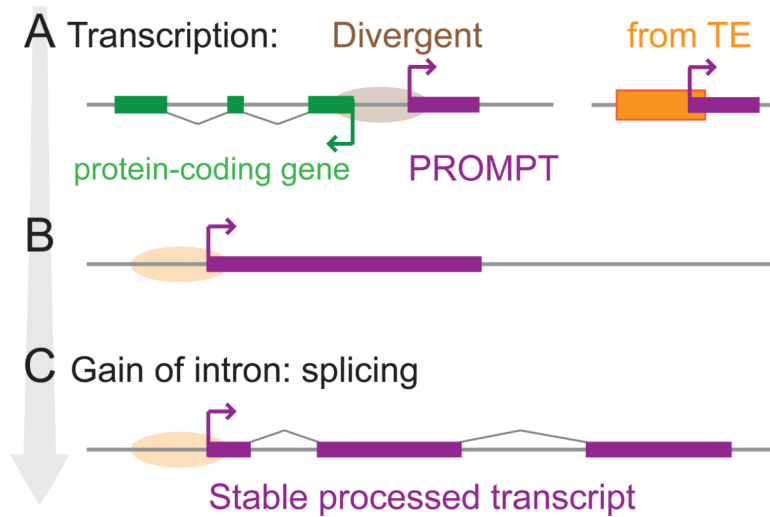 A Transcription: Divergent from TE
protein-coding gene PROMPT
B
C Gain of intron: splicing
Stable processed transcript